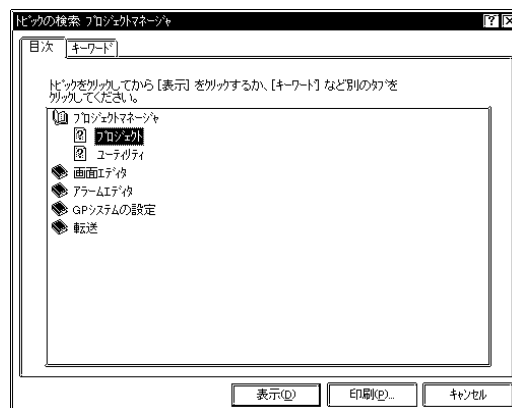 トピックの検索 プロジェクトマネージャ
目次 キーワード
トピックをクリックしてから [表示] をクリックするか、[キーワード] など別のタブを
クリックしてください。
プロジェクトマネージャ
プロジェクト
ユーティリティ
画面エディタ
アラームエディタ
GPシステムの設定
転送
表示(D) 印刷(P)... キャンセル